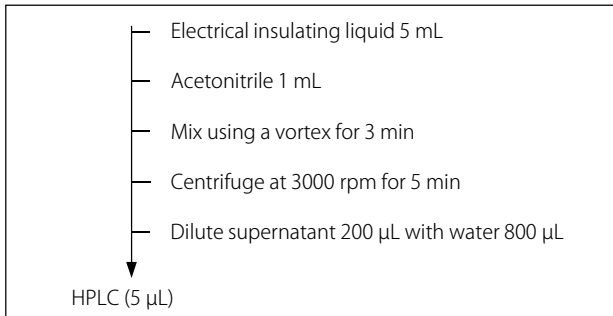 Electrical insulating liquid 5 mL
Acetonitrile 1 mL
Mix using a vortex for 3 min
Centrifuge at 3000 rpm for 5 min
Dilute supernatant 200 µL with water 800 µL
HPLC (5 µL)